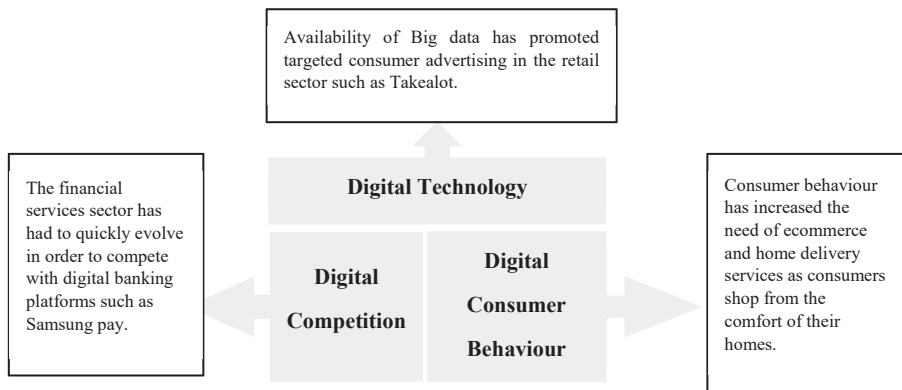 Availability of Big data has promoted
targeted consumer advertising in the retail
sector such as Takealot.
Digital Technology
The financial
services sector has
had to quickly evolve
in order to compete
with digital banking
platforms such as
Samsung pay.
Digital
Competition
Digital
Consumer
Behaviour
Consumer behaviour
has increased the
need of ecommerce
and home delivery
services as consumers
shop from the
comfort of their
homes.